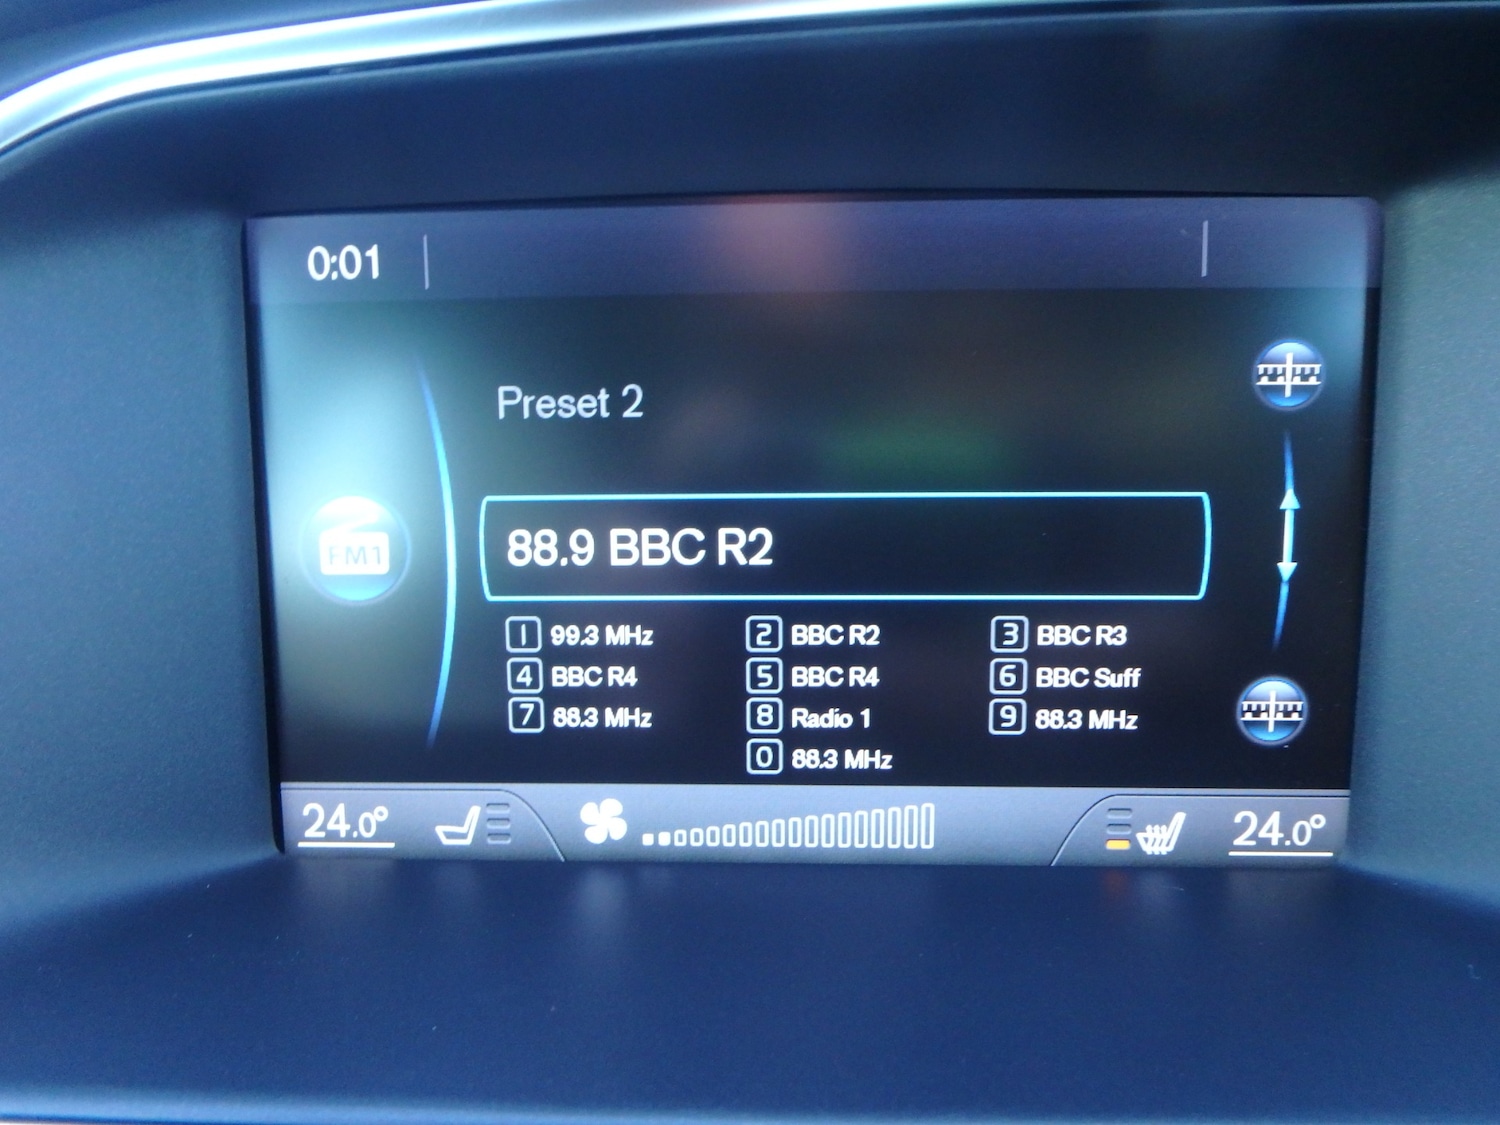 0:01
Preset 2
FM1
88.9 BBC R2
1 99.3 MHz 2 BBC R2 3 BBC R3
4 BBC R4 5 BBC R4 6 BBC Suff
7 88.3 MHz 8 Radio 1 9 88.3 MHz
0 88.3 MHz
24.0° 24.0°